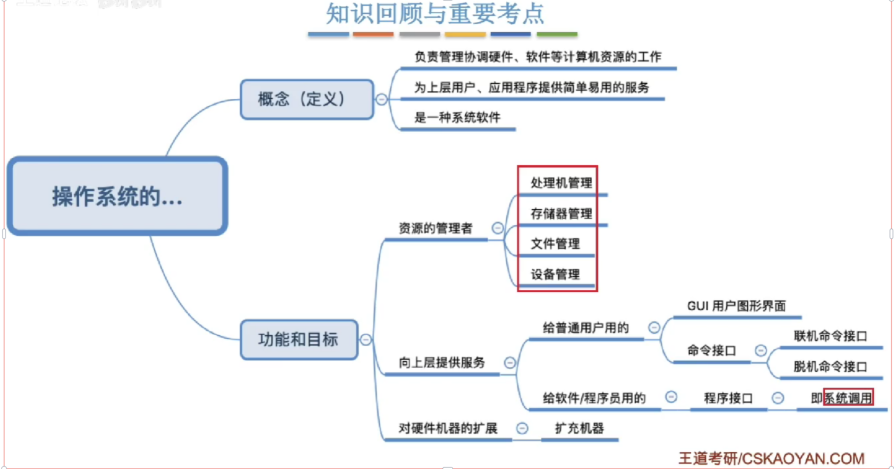 知识回顾与重要考点
负责管理协调硬件、软件等计算机资源的工作
概念（定义）
为上层用户、应用程序提供简单易用的服务
是一种系统软件
操作系统的...
处理机管理
存储器管理
资源的管理者
文件管理
设备管理
功能和目标
GUI 用户图形界面
给普通用户用的
联机命令接口
命令接口
脱机命令接口
向上层提供服务
给软件/程序员用的
程序接口
即系统调用
对硬件机器的扩展
扩充机器
王道考研/CSKAOYAN.COM